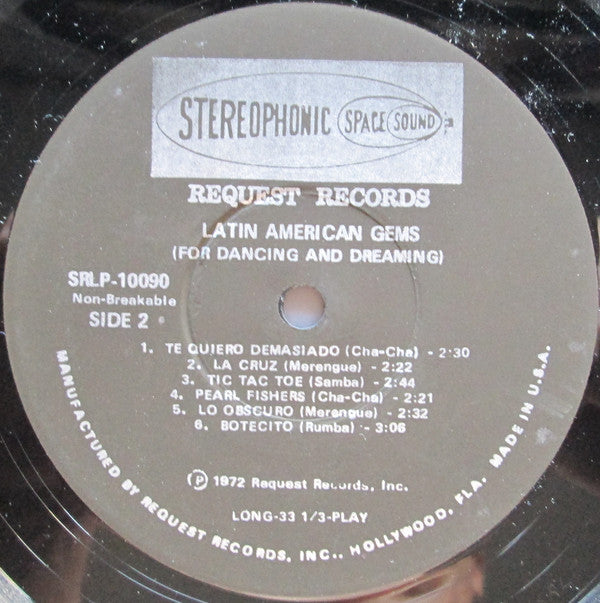 STEREOPHONIC SPACE SOUND
REQUEST RECORDS
LATIN AMERICAN GEMS
(FOR DANCING AND DREAMING)
SRLP-10090
Non-Breakable
SIDE 2
1. TE QUIERO DEMASIADO (Cha-Cha) - 2:30
2. LA CRUZ (Merengue) - 2:22
3. TIC TAC TOE (Samba) - 2:44
4. PEARL FISHERS (Cha-Cha) - 2:21
5. LO OBSCURO (Merengue) - 2:32
6. BOTECITO (Rumba) - 3:06
Ⓟ 1972 Request Records, Inc.
LONG-33 1/3-PLAY
MANUFACTURED BY REQUEST RECORDS, INC., HOLLYWOOD, FLA. MADE IN U.S.A.